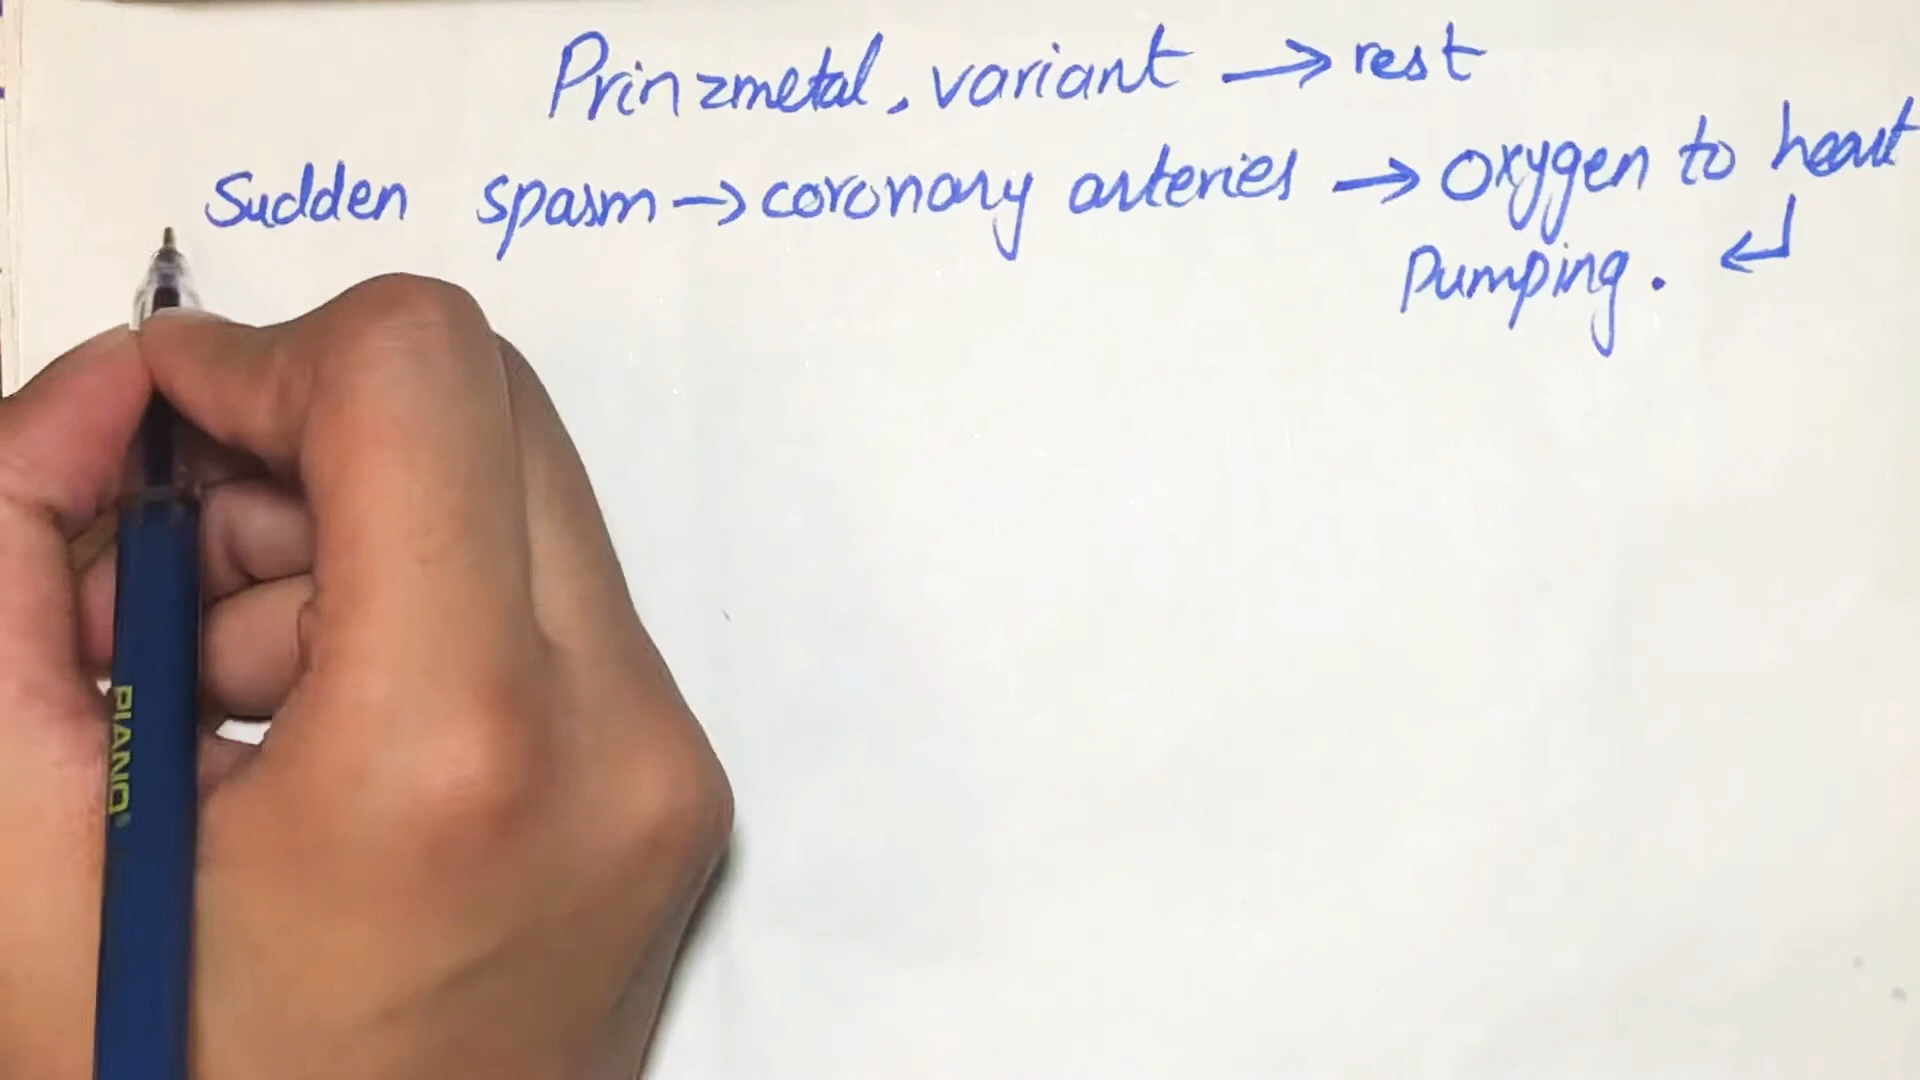 Prinzmetal. variant → rest
Sudden spasm → coronary arteries → oxygen to heart
↲
Pumping.
PIANO